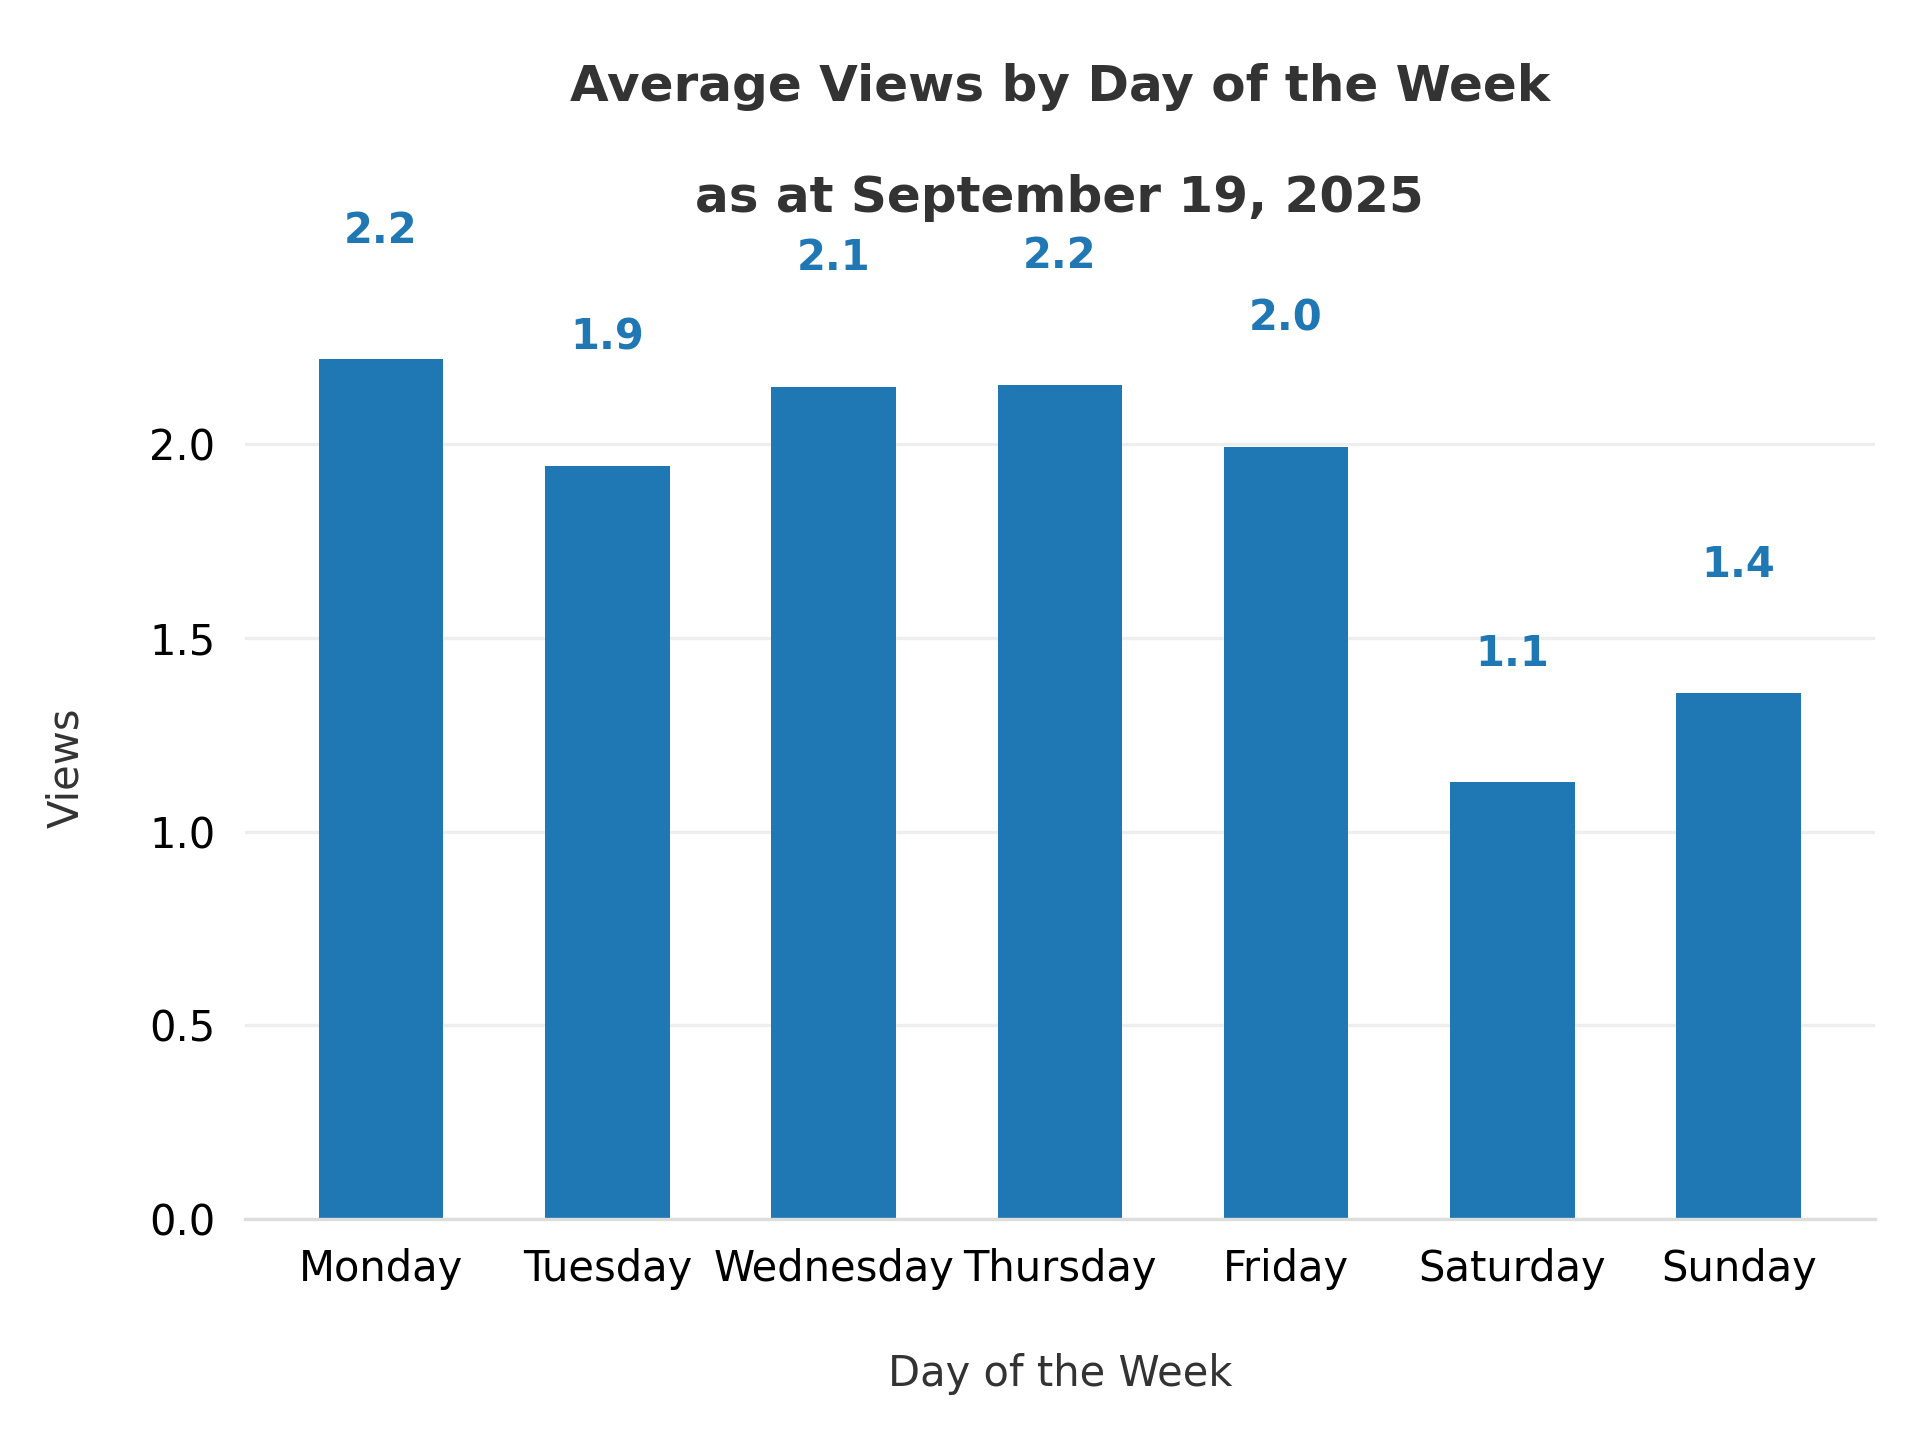 Average Views by Day of the Week
as at September 19, 2025
2.2
1.9
2.1
2.2
2.0
1.1
1.4
Views
2.0
1.5
1.0
0.5
0.0
Monday Tuesday Wednesday Thursday Friday Saturday Sunday
Day of the Week